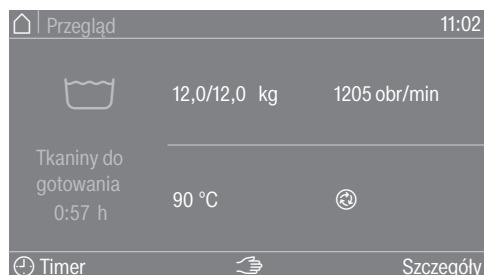 Przegląd 11:02
12,0/12,0 kg 1205 obr/min
Tkaniny do
gotowania
0:57 h
90 °C
Timer Szczegóły